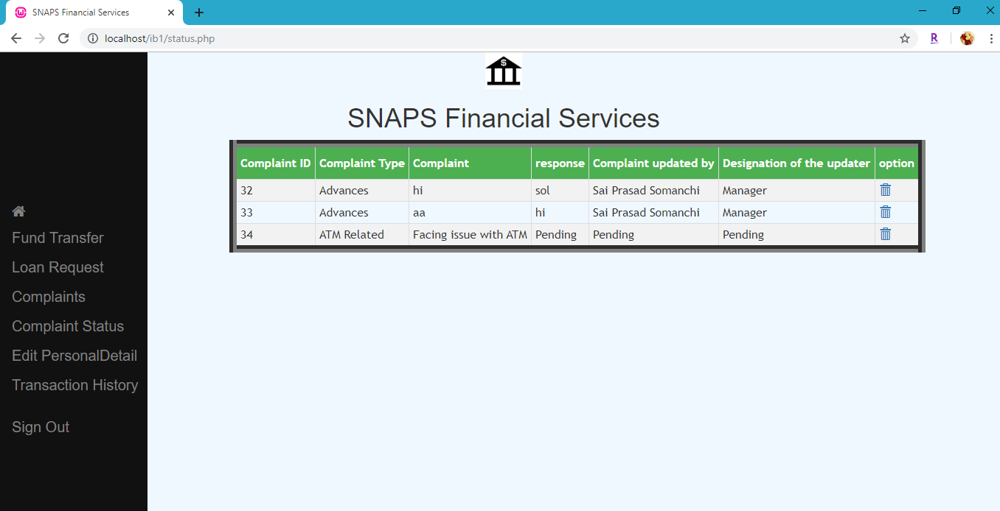 SNAPS Financial Services
localhost/ib1/status.php
R
$
SNAPS Financial Services
Complaint ID Complaint Type Complaint response Complaint updated by Designation of the updater option
32 Advances hi sol Sai Prasad Somanchi Manager
33 Advances aa hi Sai Prasad Somanchi Manager
34 ATM Related Facing issue with ATM Pending Pending Pending
Fund Transfer
Loan Request
Complaints
Complaint Status
Edit PersonalDetail
Transaction History
Sign Out